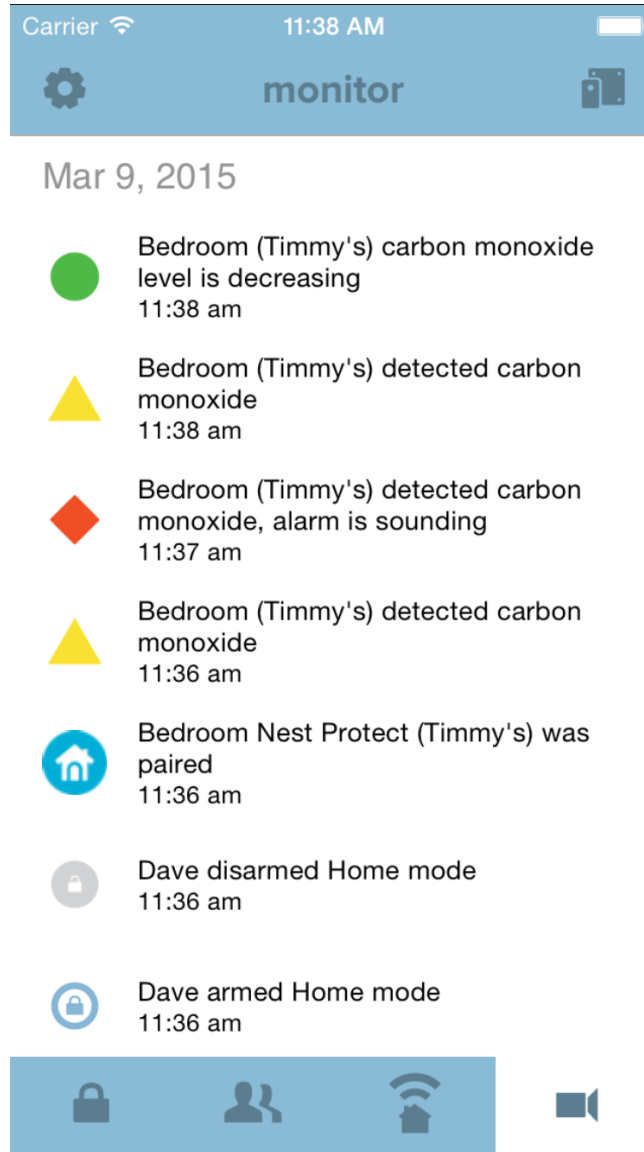 Carrier 11:38 AM
monitor
Mar 9, 2015
Bedroom (Timmy's) carbon monoxide
level is decreasing
11:38 am
Bedroom (Timmy's) detected carbon
monoxide
11:38 am
Bedroom (Timmy's) detected carbon
monoxide, alarm is sounding
11:37 am
Bedroom (Timmy's) detected carbon
monoxide
11:36 am
Bedroom Nest Protect (Timmy's) was
paired
11:36 am
Dave disarmed Home mode
11:36 am
Dave armed Home mode
11:36 am